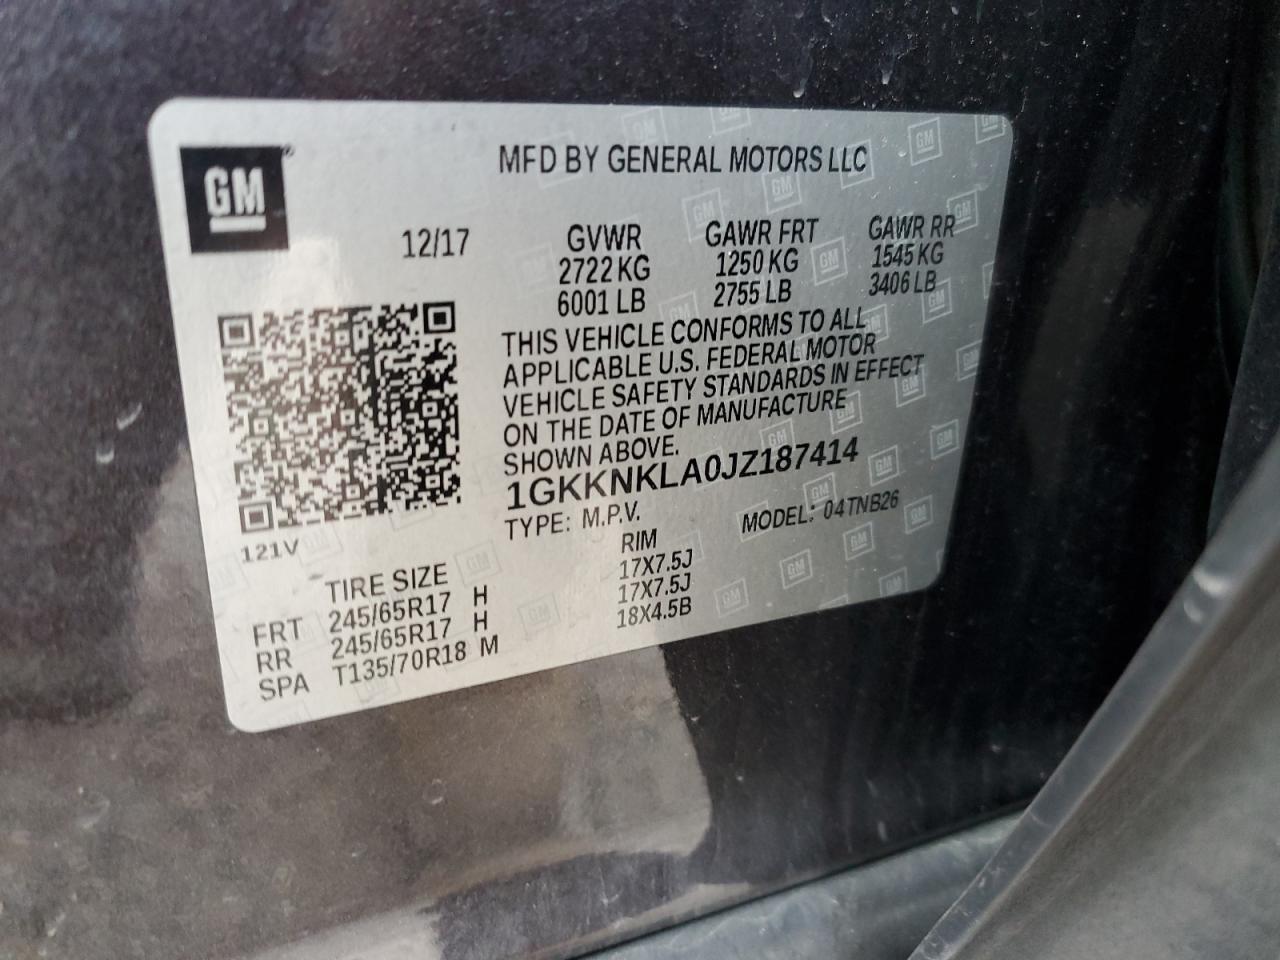 MFD BY GENERAL MOTORS LLC
GM
12/17 GVWR GAWR FRT GAWR RR
2722 KG 1250 KG 1545 KG
6001 LB 2755 LB 3406 LB
THIS VEHICLE CONFORMS TO ALL
APPLICABLE U.S. FEDERAL MOTOR
VEHICLE SAFETY STANDARDS IN EFFECT
ON THE DATE OF MANUFACTURE
SHOWN ABOVE.
1GKKNKLA0JZ187414
TYPE: M.P.V. MODEL: 04TNB26
121V
TIRE SIZE RIM
FRT 245/65R17 H 17X7.5J
RR 245/65R17 H 17X7.5J
SPA T135/70R18 M 18X4.5B